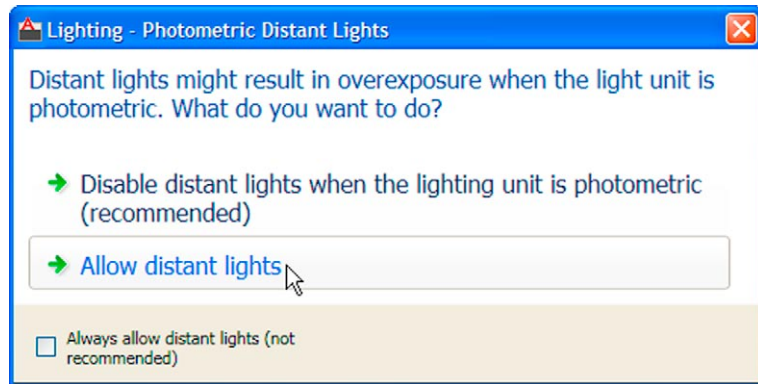 Lighting - Photometric Distant Lights
Distant lights might result in overexposure when the light unit is
photometric. What do you want to do?
Disable distant lights when the lighting unit is photometric
(recommended)
Allow distant lights
Always allow distant lights (not
recommended)